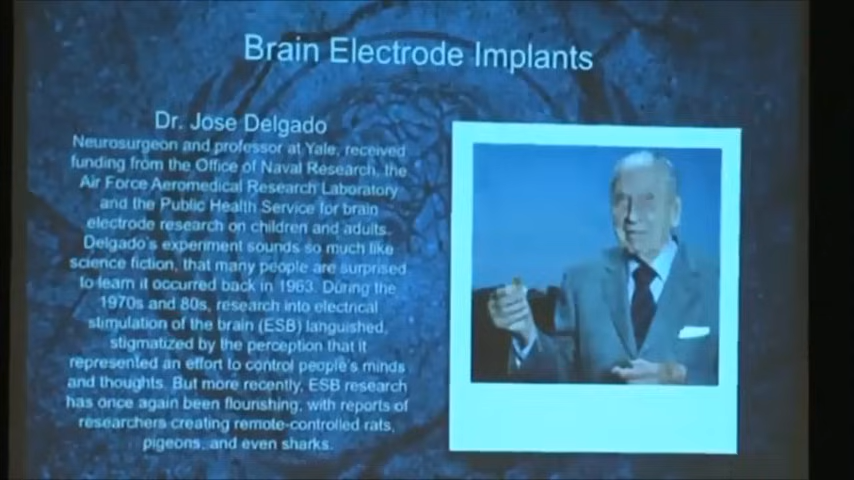 Brain Electrode Implants
Dr. Jose Delgado
Neurosurgeon and professor at Yale, received
funding from the Office of Naval Research, the
Air Force Aeromedical Research Laboratory
and the Public Health Service for brain
electrode research on children and adults.
Delgado's experiment sounds so much like
science fiction, that many people are surprised
to learn it occurred back in 1963. During the
1970s and 80s, research into electrical
stimulation of the brain (ESB) languished,
stigmatized by the perception that it
represented an effort to control people's minds
and thoughts. But more recently, ESB research
has once again been flourishing, with reports of
researchers creating remote-controlled rats,
pigeons, and even sharks.